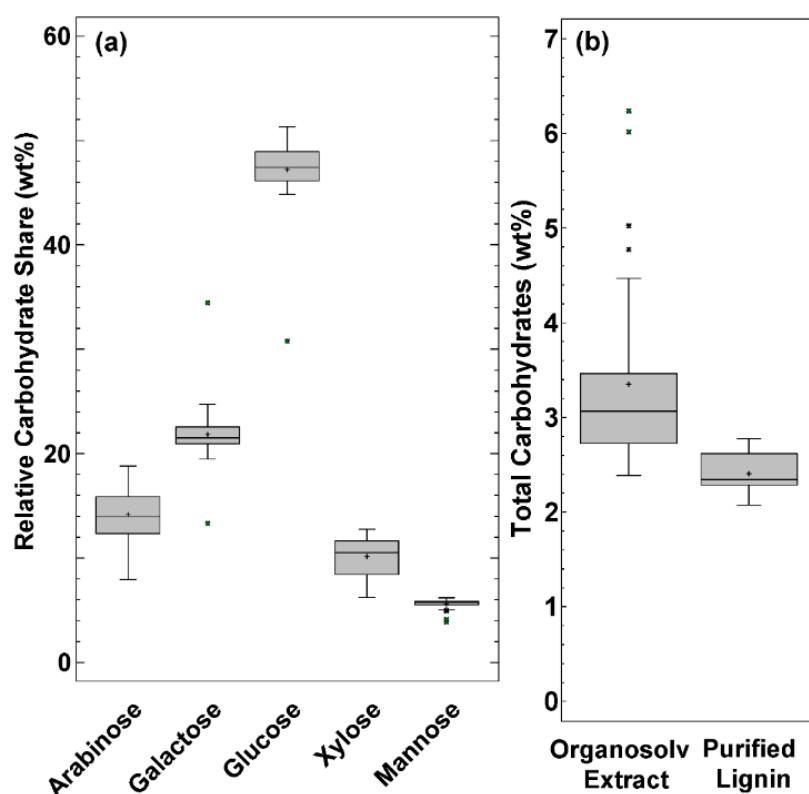 (a)
Relative Carbohydrate Share (wt%)
60
40
20
0
Arabinose
Galactose
Glucose
Xylose
Mannose
(b)
Total Carbohydrates (wt%)
7
6
5
4
3
2
1
0
Organosolv
Extract
Purified
Lignin